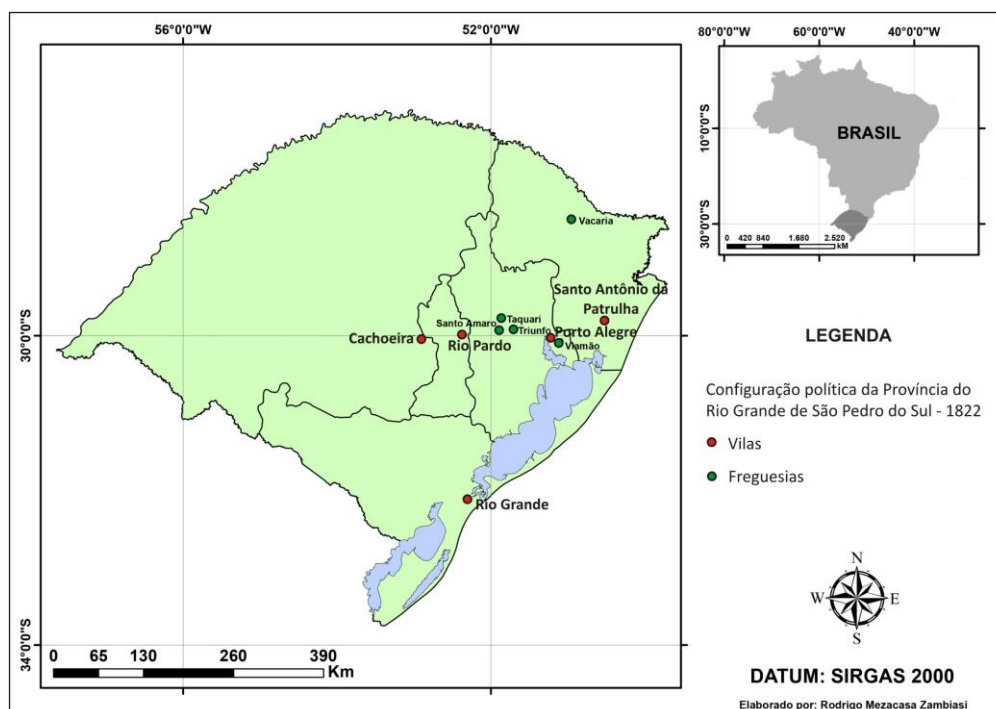 56°0'0"W
52°0'0"W
30°0'0"S
34°0'0"S
Vacaria
Santo Antônio da
Patrulha
Taquari
Santo Amaro
Triunfo
Porto Alegre
Cachoeira
Rio Pardo
Viamão
Rio Grande
0 65 130 260 390
Km
80°0'0"W 60°0'0"W 40°0'0"W
10°0'0"S
30°0'0"S
BRASIL
0 420 840 1.680 2.520
kM
LEGENDA
Configuração política da Província do
Rio Grande de São Pedro do Sul - 1822
Vilas
Freguesias
N
W E
S
DATUM: SIRGAS 2000
Elaborado por: Rodrigo Mezacasa Zambiasi